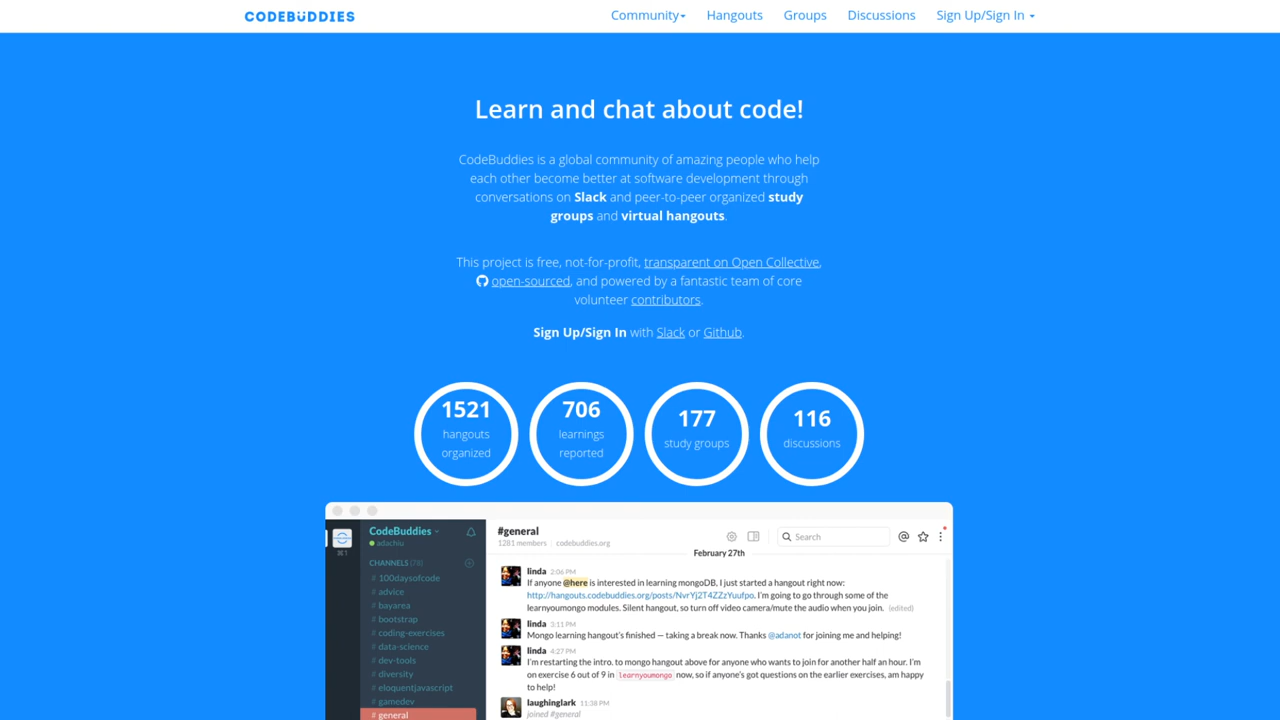 CODEBUDDIES
Community
Hangouts
Groups
Discussions
Sign Up/Sign In
Learn and chat about code!
CodeBuddies is a global community of amazing people who help
each other become better at software development through
conversations on Slack and peer-to-peer organized study
groups and virtual hangouts.
This project is free, not-for-profit, transparent on Open Collective,
open-sourced, and powered by a fantastic team of core
volunteer contributors.
Sign Up/Sign In with Slack or Github.
1521
hangouts
organized
706
learnings
reported
177
study groups
116
discussions
⌘1
CodeBuddies
adachiu
CHANNELS (78)
# 100daysofcode
# advice
# bayarea
# bootstrap
# coding-exercises
# data-science
# dev-tools
# diversity
# eloquentjavascript
# gamedev
# general
#general
1281 members | codebuddies.org
Search
February 27th
linda 2:06 PM
If anyone @here is interested in learning mongoDB, I just started a hangout right now:
http://hangouts.codebuddies.org/posts/NvrYj2T4ZZzYuufpo. I'm going to go through some of the
learnyoumongo modules. Silent hangout, so turn off video camera/mute the audio when you join. (edited)
linda 3:11 PM
Mongo learning hangout's finished — taking a break now. Thanks @adanot for joining me and helping!
linda 4:27 PM
I'm restarting the intro. to mongo hangout above for anyone who wants to join for another half an hour. I'm
on exercise 6 out of 9 in learnyoumongo now, so if anyone's got questions on the earlier exercises, am happy
to help!
laughinglark 11:38 PM
joined #general